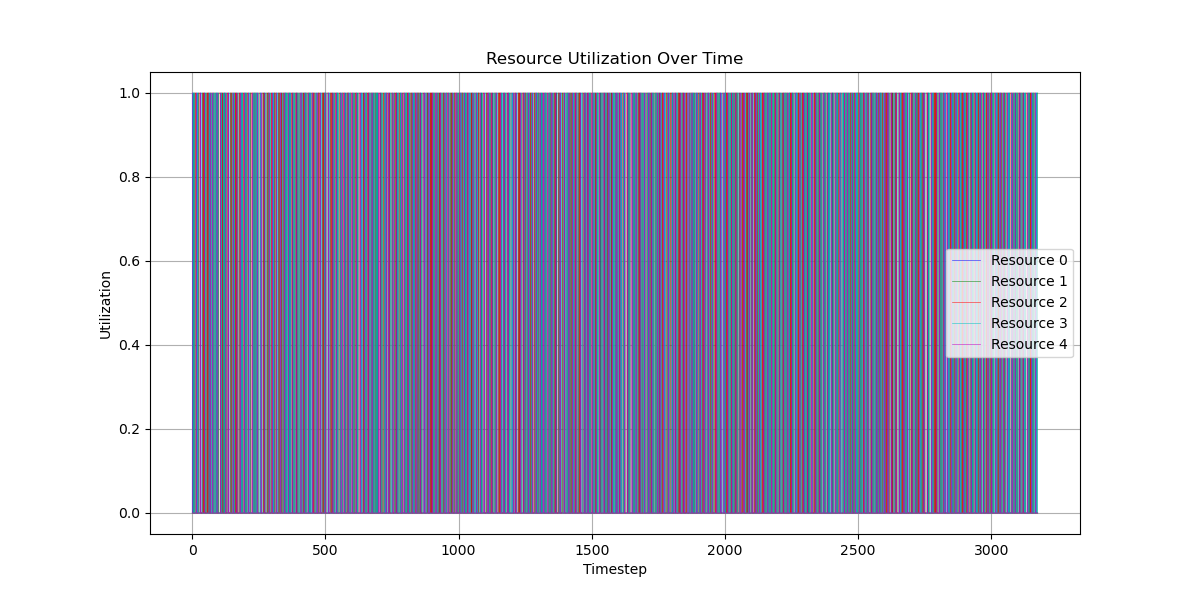 Resource Utilization Over Time
1.0
0.8
0.6
0.4
0.2
0.0
Utilization
Resource 0
Resource 1
Resource 2
Resource 3
Resource 4
0 500 1000 1500 2000 2500 3000
Timestep